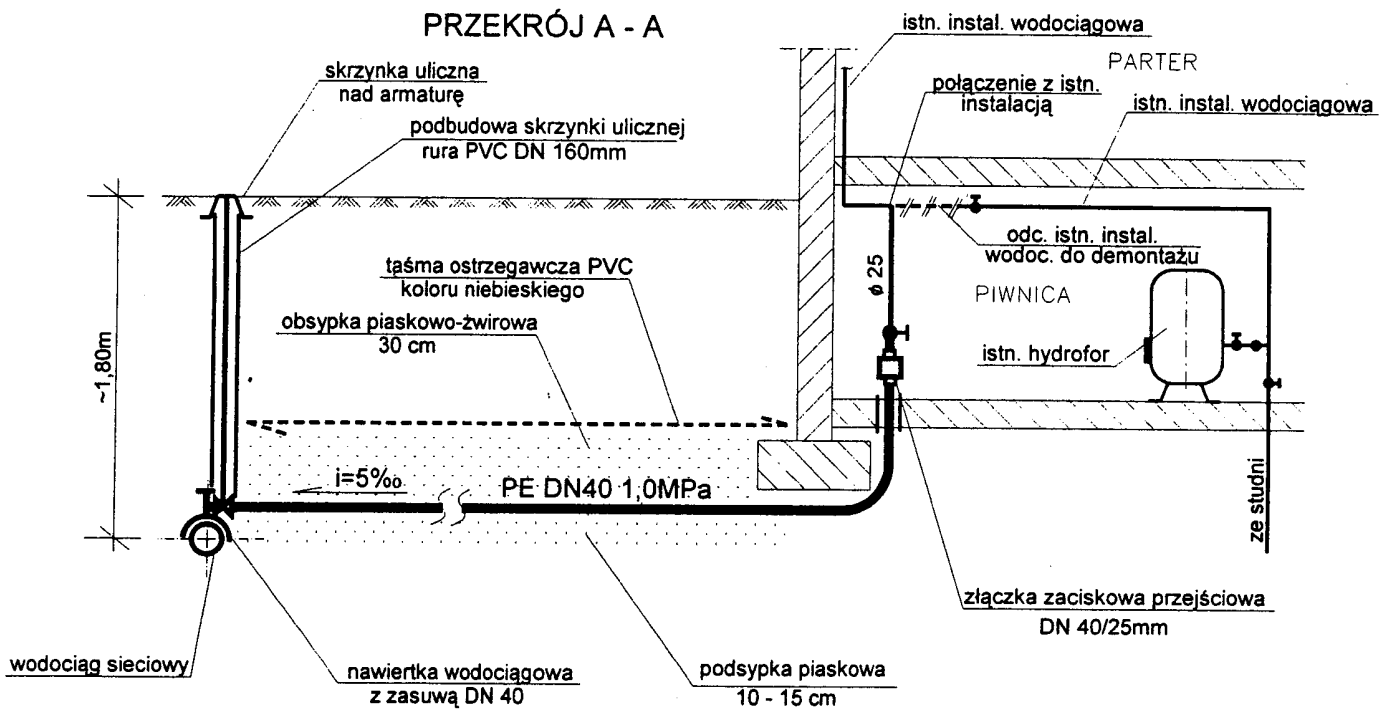 PRZEKRÓJ A - A
istn. instal. wodociągowa
PARTER
skrzynka uliczna
nad armaturę
połączenie z istn.
instalacją
istn. instal. wodociągowa
podbudowa skrzynki ulicznej
rura PVC DN 160mm
odc. istn. instal.
wodoc. do demontażu
taśma ostrzegawcza PVC
koloru niebieskiego
ø 25
PIWNICA
obsypka piaskowo-żwirowa
30 cm
istn. hydrofor
~1,80m
i=5‰
PE DN40 1,0MPa
ze studni
złączka zaciskowa przejściowa
DN 40/25mm
wodociąg sieciowy
nawiertka wodociągowa
z zasuwą DN 40
podsypka piaskowa
10 - 15 cm